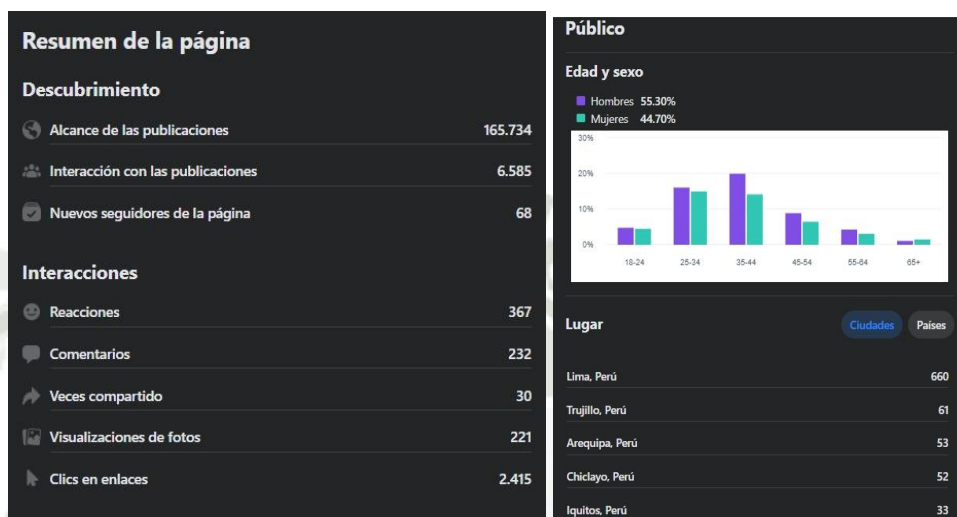 Resumen de la página
Descubrimiento
Alcance de las publicaciones 165.734
Interacción con las publicaciones 6.585
Nuevos seguidores de la página 68
Interacciones
Reacciones 367
Comentarios 232
Veces compartido 30
Visualizaciones de fotos 221
Clics en enlaces 2.415
Público
Edad y sexo
Hombres 55.30%
Mujeres 44.70%
30%
20%
10%
0%
18-24 25-34 35-44 45-54 55-64 65+
Lugar Ciudades Países
Lima, Perú 660
Trujillo, Perú 61
Arequipa, Perú 53
Chiclayo, Perú 52
Iquitos, Perú 33